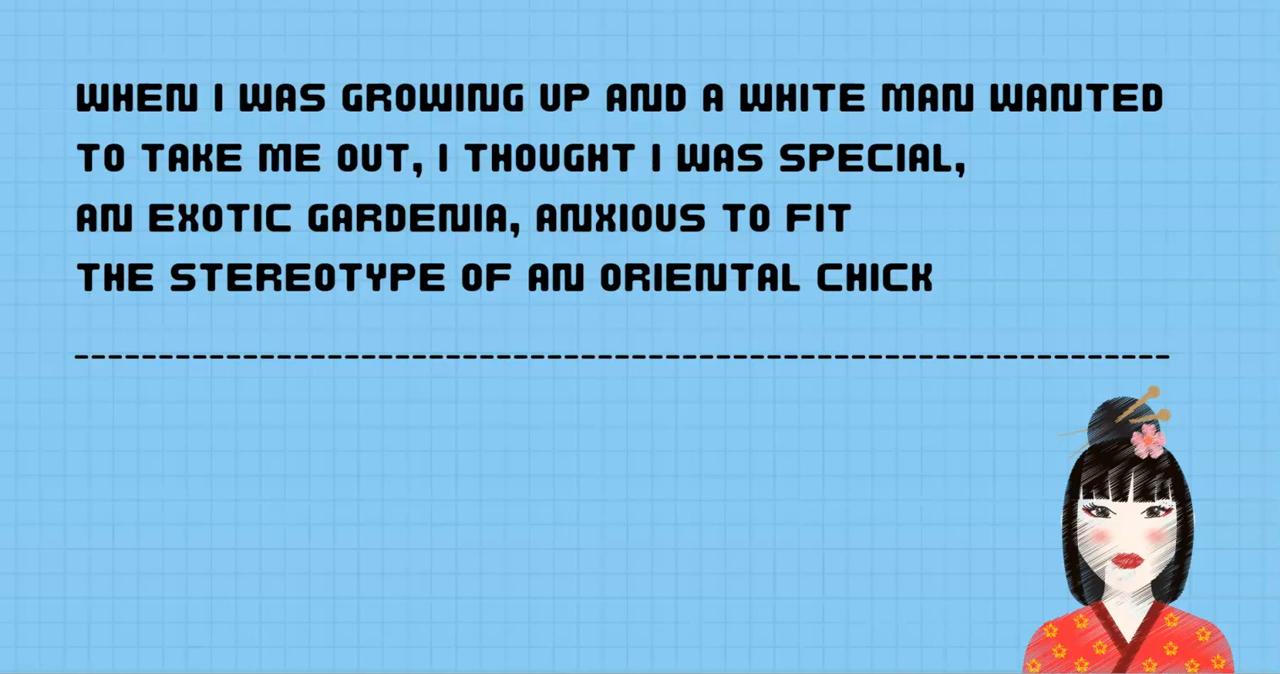 WHEN I WAS GROWING UP AND A WHITE MAN WANTED
TO TAKE ME OUT, I THOUGHT I WAS SPECIAL,
AN EXOTIC GARDENIA, ANXIOUS TO FIT
THE STEREOTYPE OF AN ORIENTAL CHICK